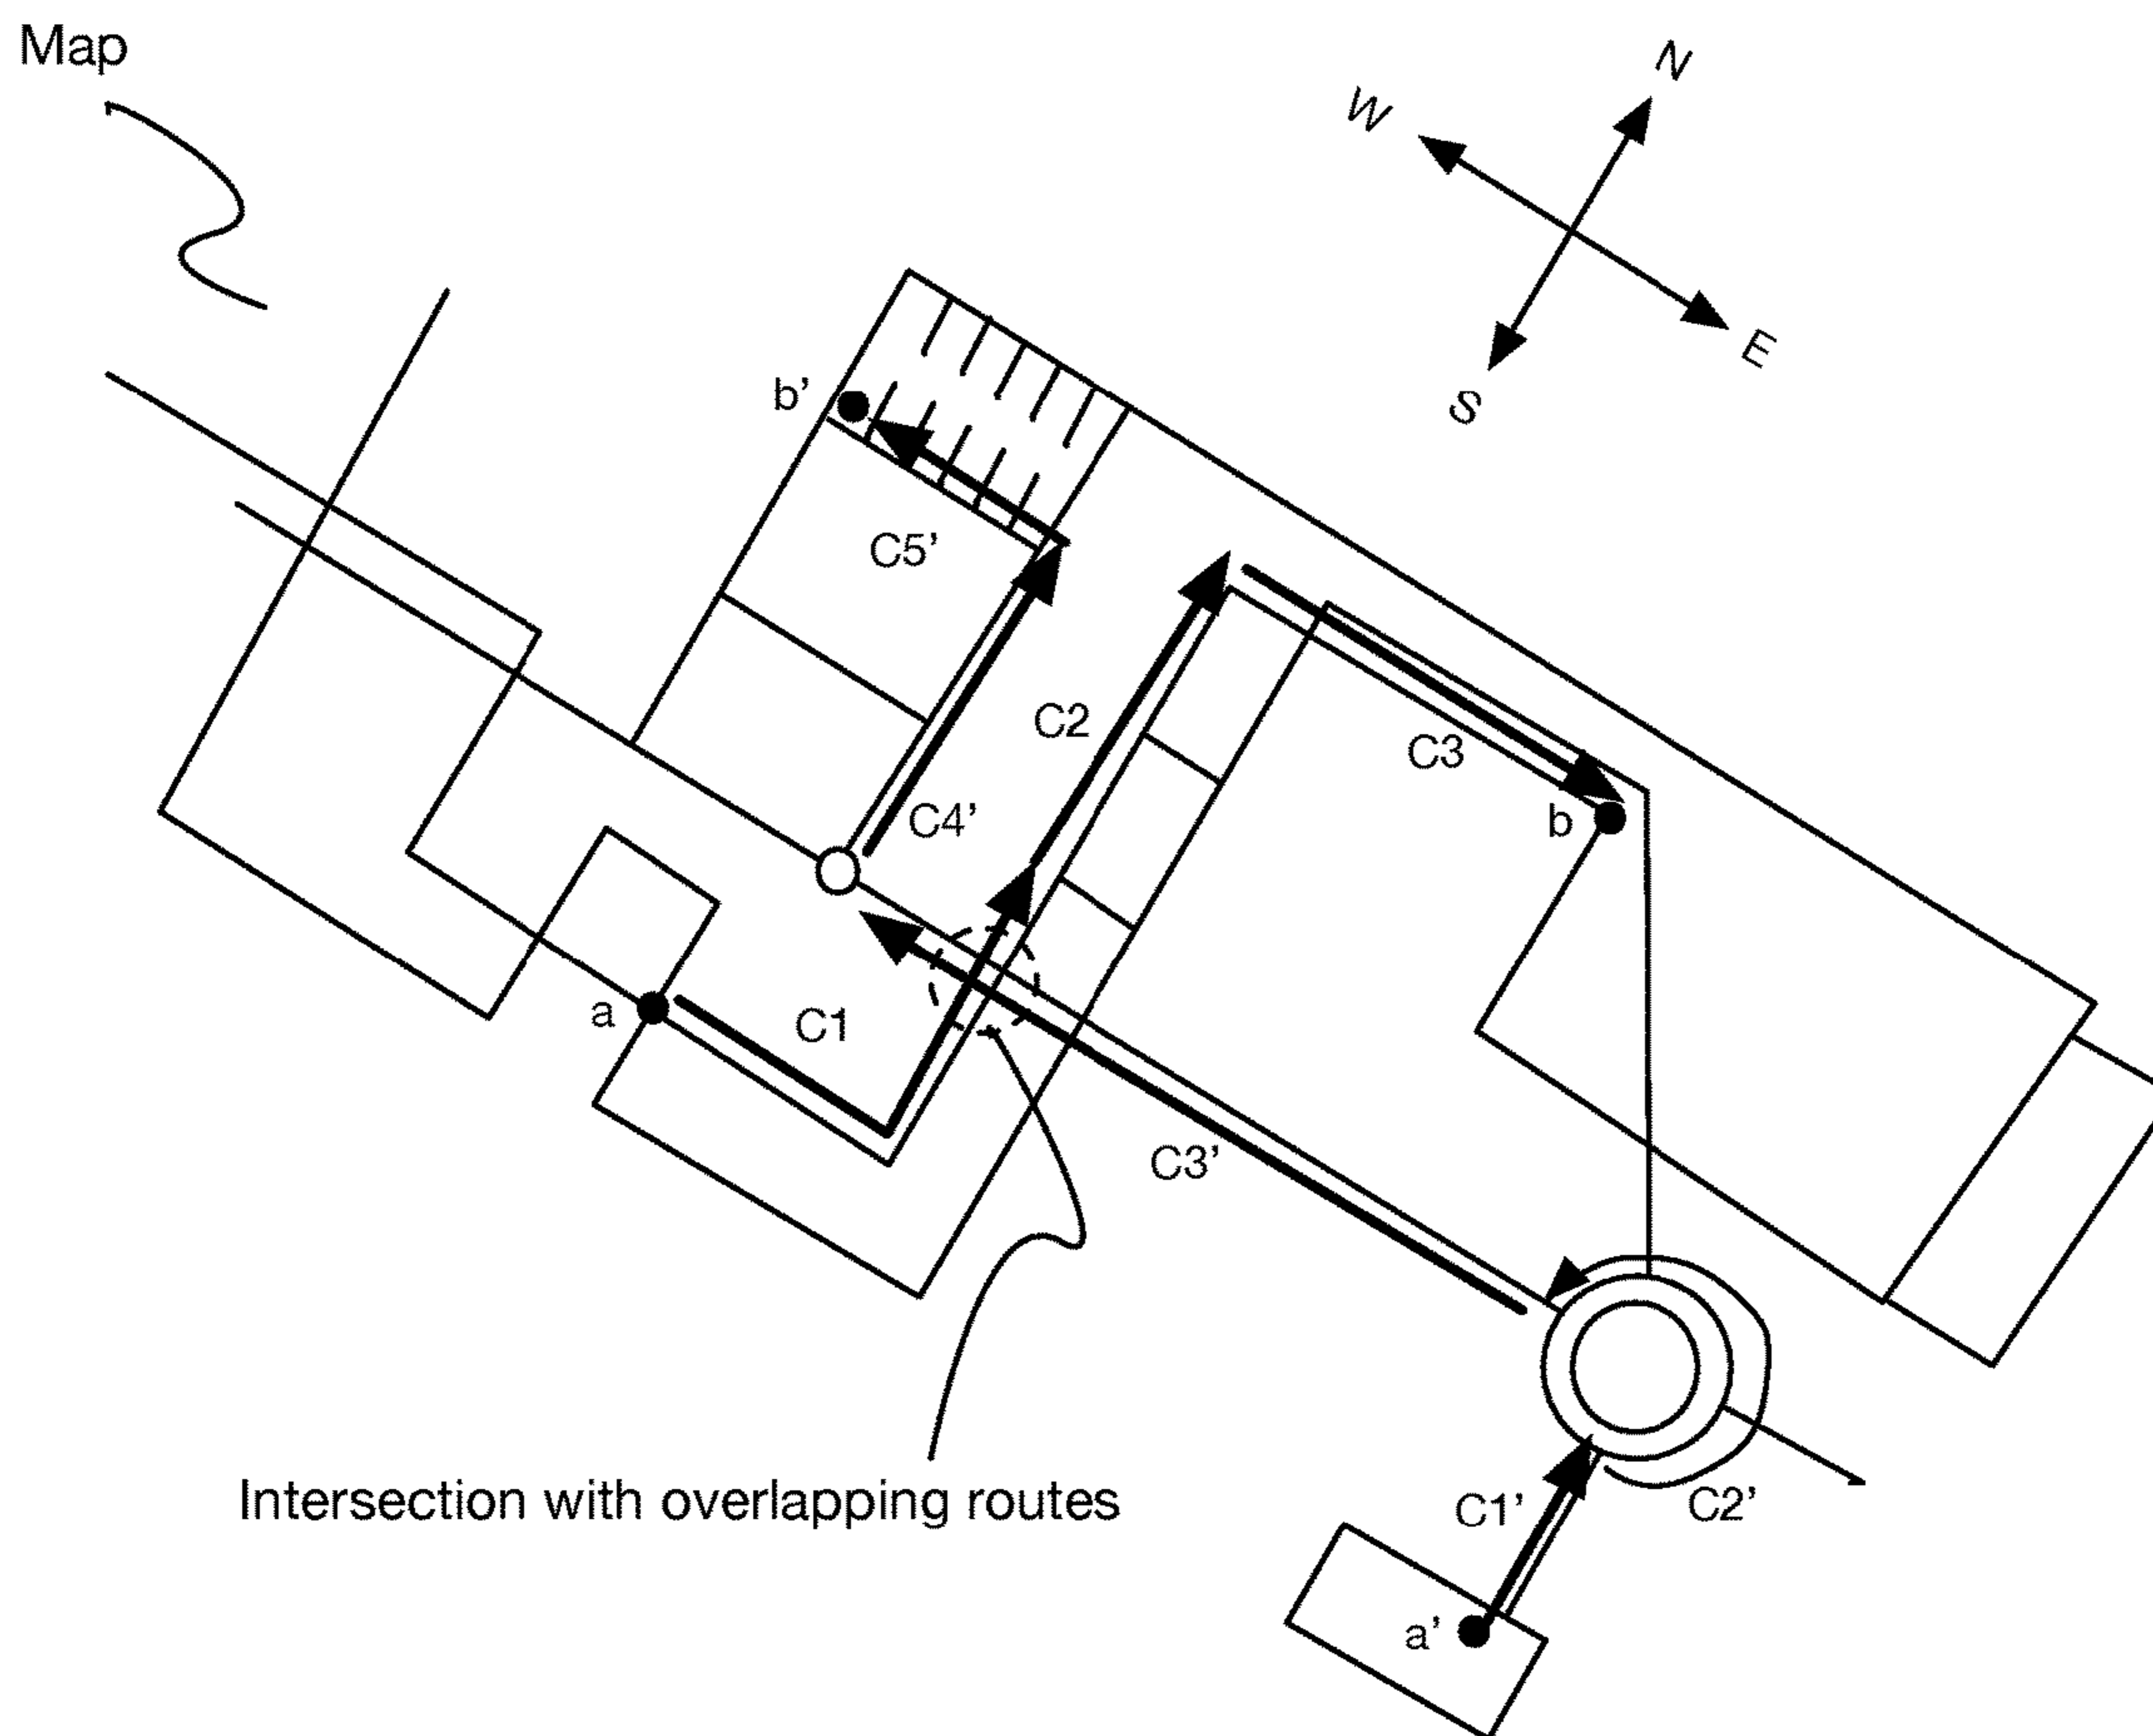 Map
N
W
E
S
b’
C5’
C2
C3
C4’
b
a
C1
C3’
Intersection with overlapping routes
C1’
C2’
a’